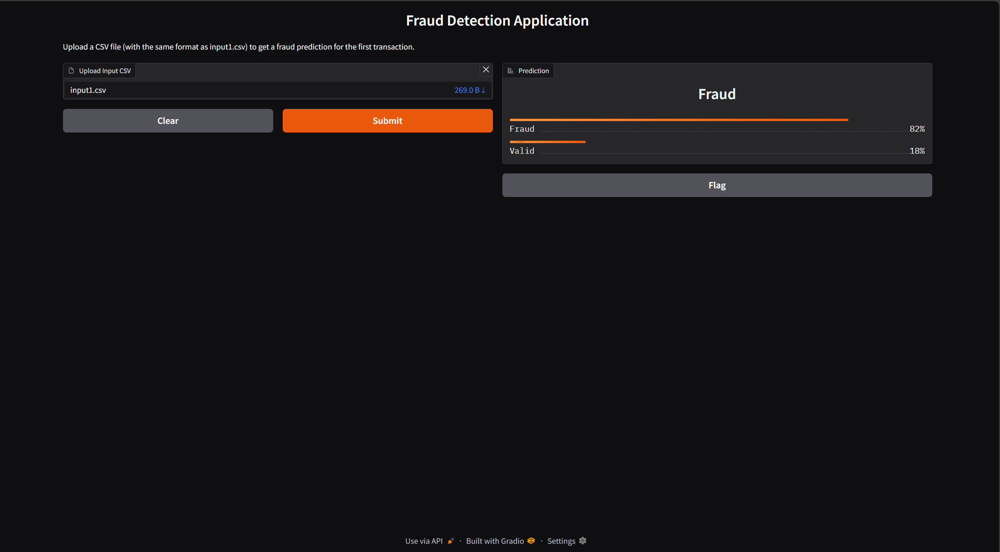 Fraud Detection Application
Upload a CSV file (with the same format as input1.csv) to get a fraud prediction for the first transaction.
Upload Input CSV
input1.csv 269.0 B ⇣
Clear Submit
Prediction
Fraud
Fraud 82%
Valid 18%
Flag
Use via API · Built with Gradio · Settings